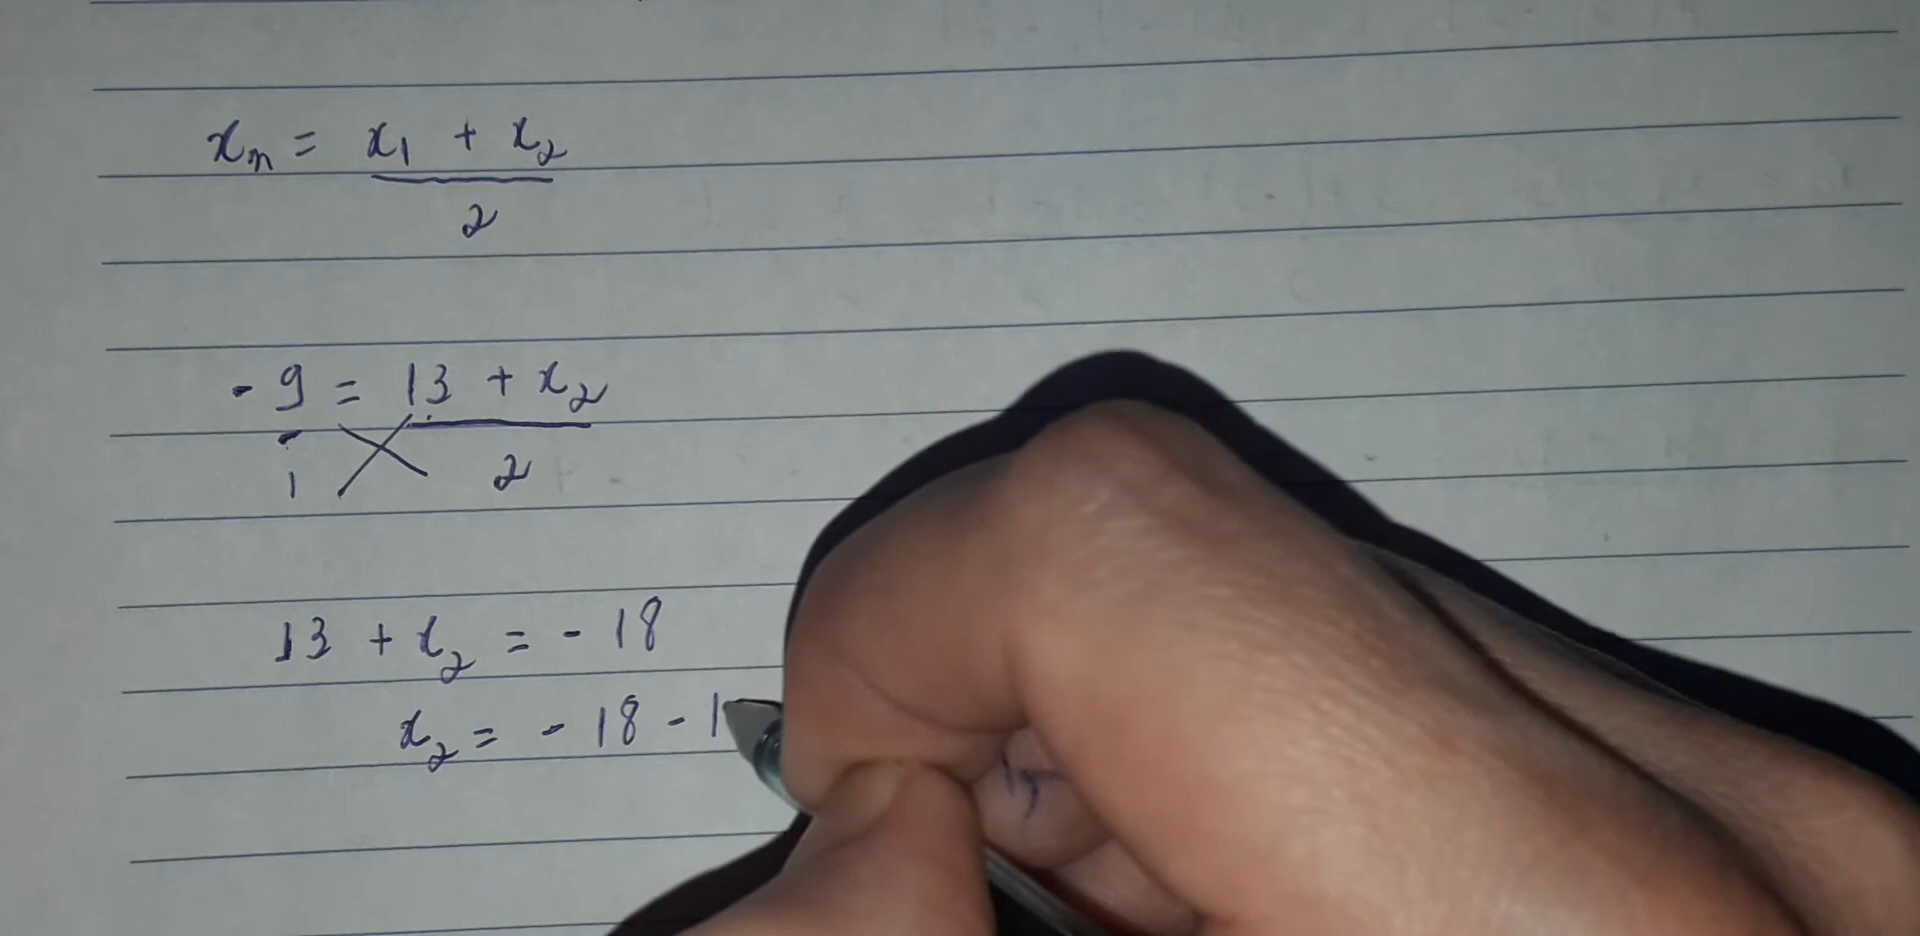 xₘ = x₁ + x₂
2
- 9 = 13 + x₂
1 2
13 + x₂ = - 18
x₂ = - 18 - 1